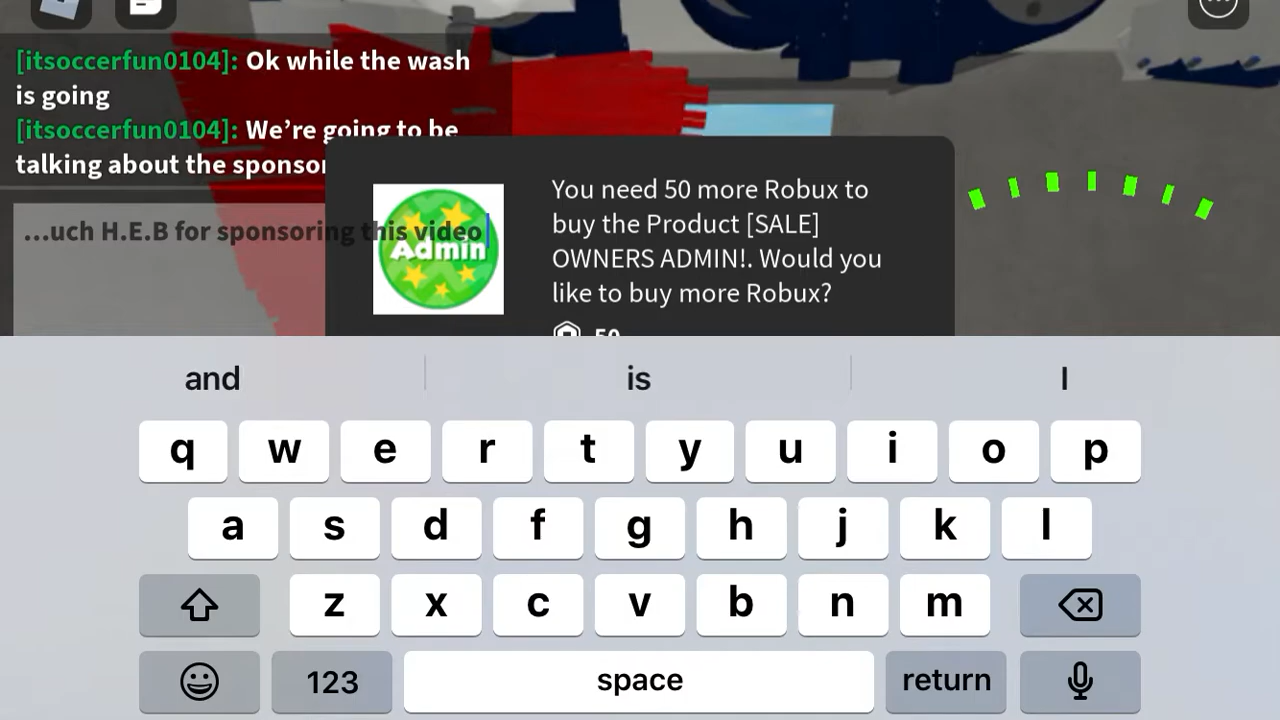 [itsoccerfun0104]: Ok while the wash
is going
[itsoccerfun0104]: We’re going to be
talking about the sponsor
...uch H.E.B for sponsoring this video
Admin
You need 50 more Robux to
buy the Product [SALE]
OWNERS ADMIN!. Would you
like to buy more Robux?
50
and is I
q w e r t y u i o p
a s d f g h j k l
z x c v b n m
123 space return